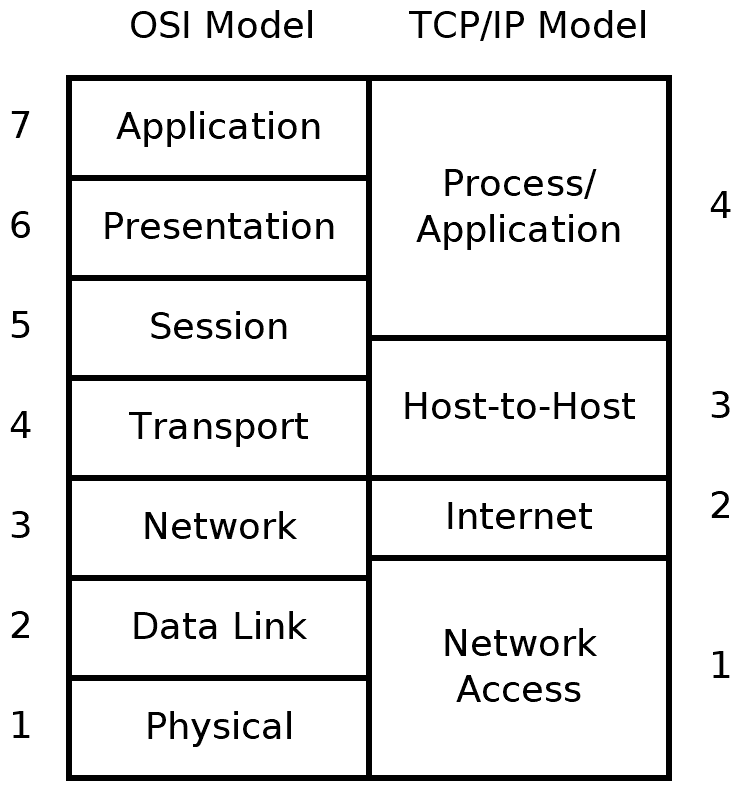 OSI Model
TCP/IP Model
7
Application
6
Presentation
5
Session
4
Transport
3
Network
2
Data Link
1
Physical
Process/
Application
4
Host-to-Host
3
Internet
2
Network
Access
1